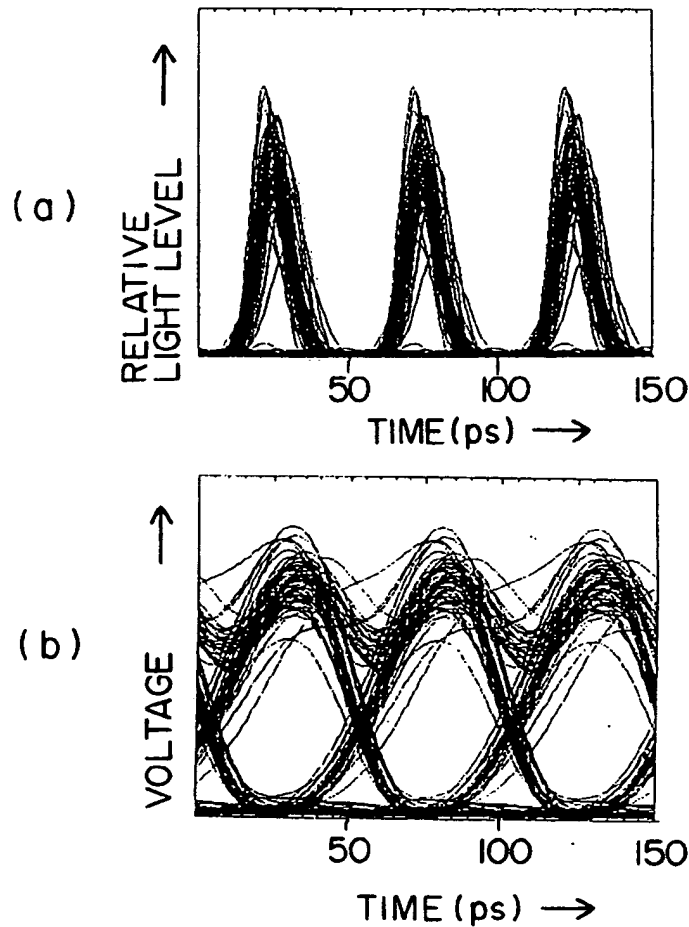 (a)
RELATIVE
LIGHT LEVEL
50 100 150
TIME (ps)
(b)
VOLTAGE
50 100 150
TIME (ps)